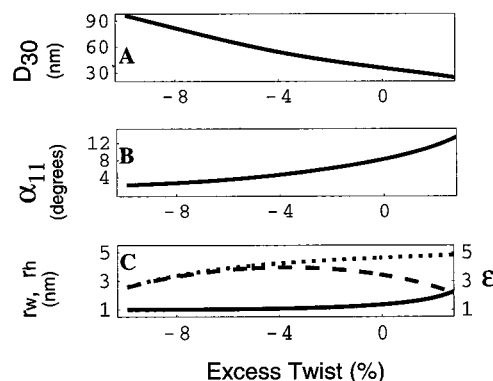 D30 (nm)
90
60
30
A
-8 -4 0
α11 (degrees)
12
8
4
B
-8 -4 0
rw, rh (nm)
5
3
1
C
5
3
1
ε
-8 -4 0
Excess Twist (%)